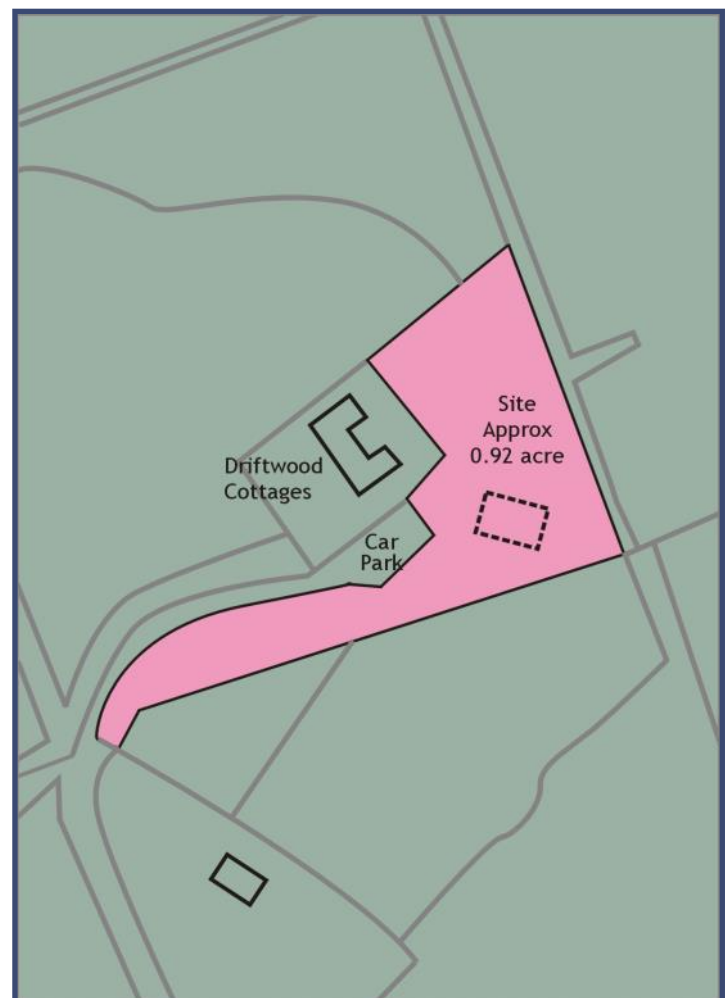 Site
Approx
0.92 acre
Driftwood
Cottages
Car
Park